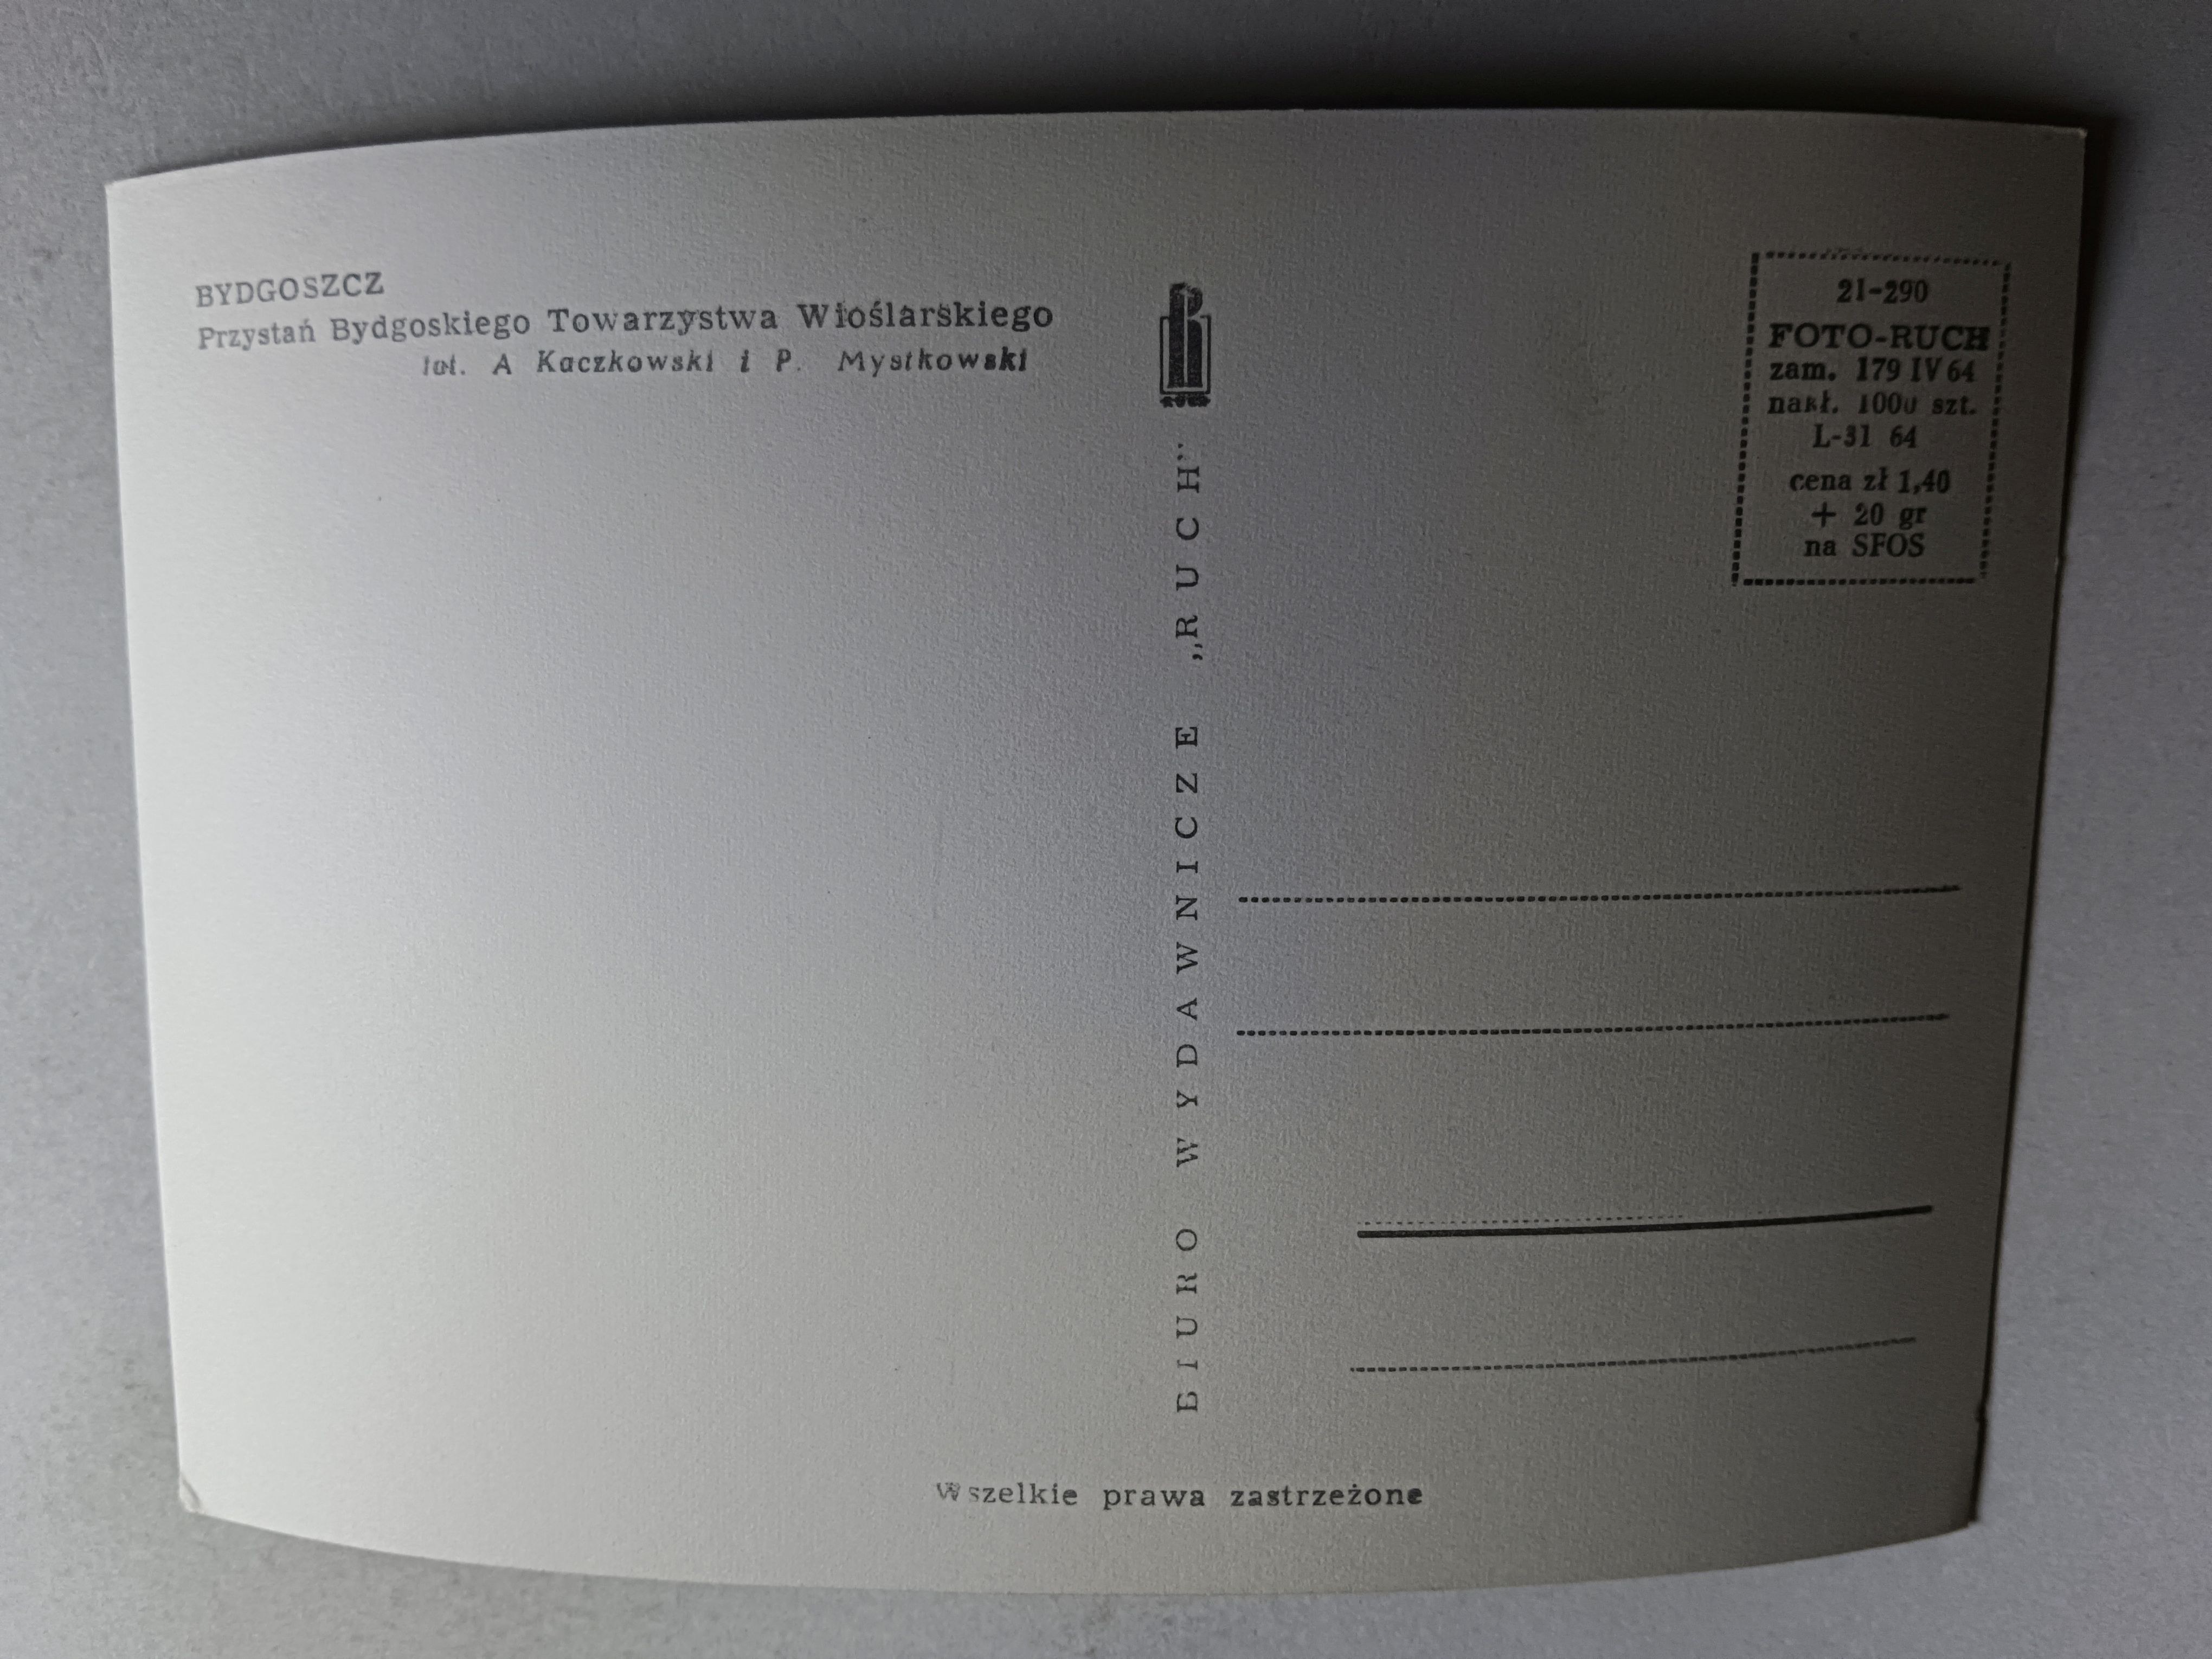 BYDGOSZCZ
Przystań Bydgoskiego Towarzystwa Wioślarskiego
fot. A Kaczkowski i P. Mystkowski
RUCH
BIURO WYDAWNICZE „RUCH”
21-290
FOTO-RUCH
zam. 179 IV 64
nakł. 1000 szt.
L-31 64
cena zł 1,40
+ 20 gr
na SFOS
Wszelkie prawa zastrzeżone